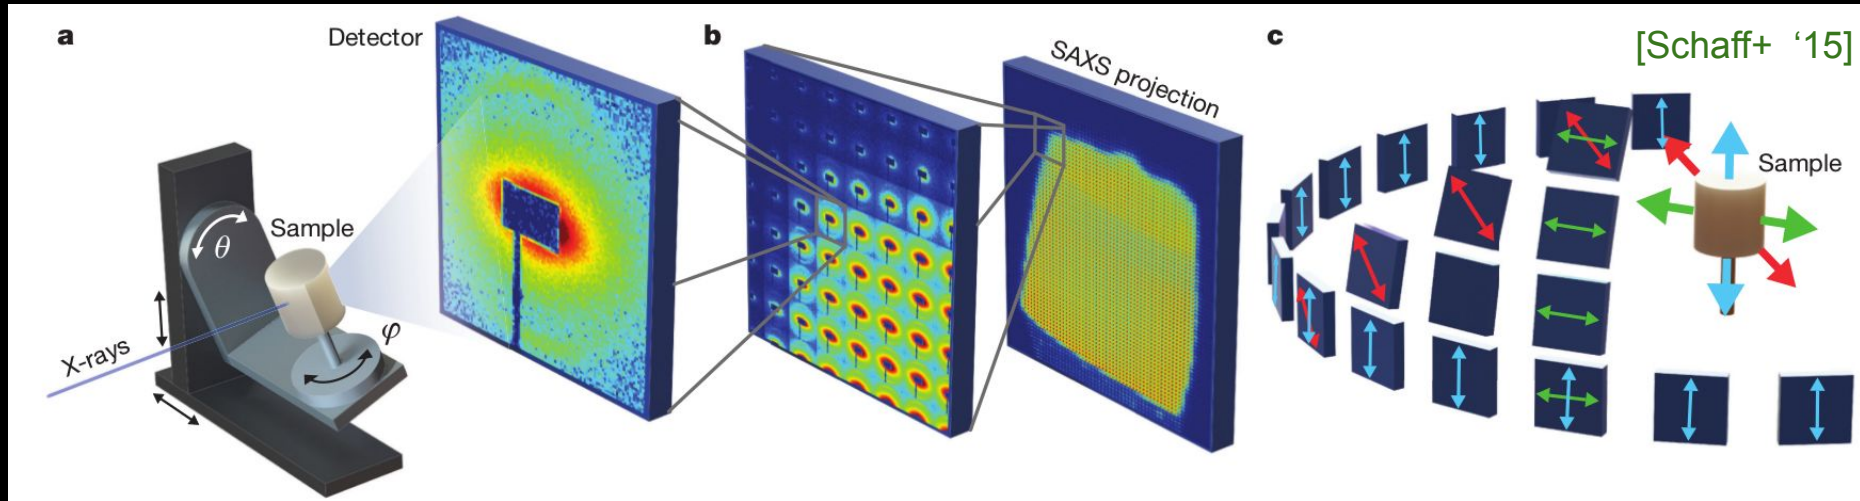 a
Detector
Sample
θ
φ
X-rays
b
SAXS projection
c
[Schaff+ ‘15]
Sample